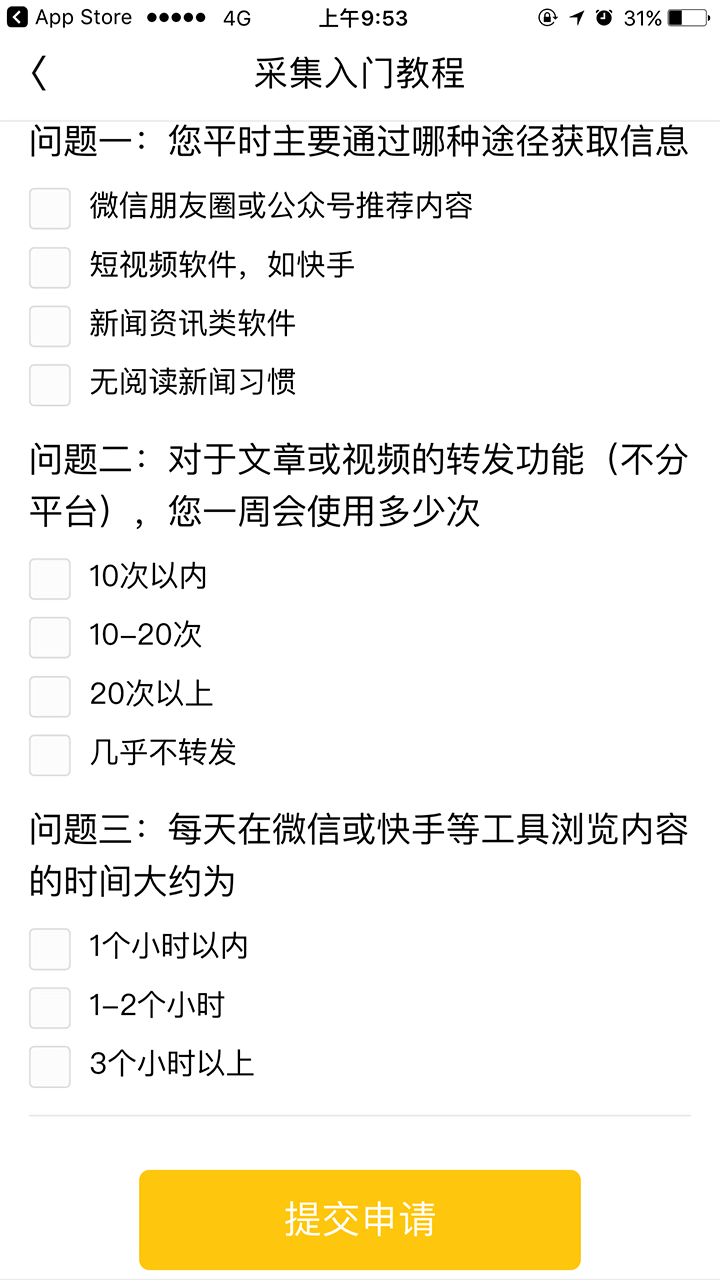 App Store 4G 上午9:53 31%
采集入门教程
问题一：您平时主要通过哪种途径获取信息
微信朋友圈或公众号推荐内容
短视频软件，如快手
新闻资讯类软件
无阅读新闻习惯
问题二：对于文章或视频的转发功能（不分
平台），您一周会使用多少次
10次以内
10-20次
20次以上
几乎不转发
问题三：每天在微信或快手等工具浏览内容
的时间大约为
1个小时以内
1-2个小时
3个小时以上
提交申请